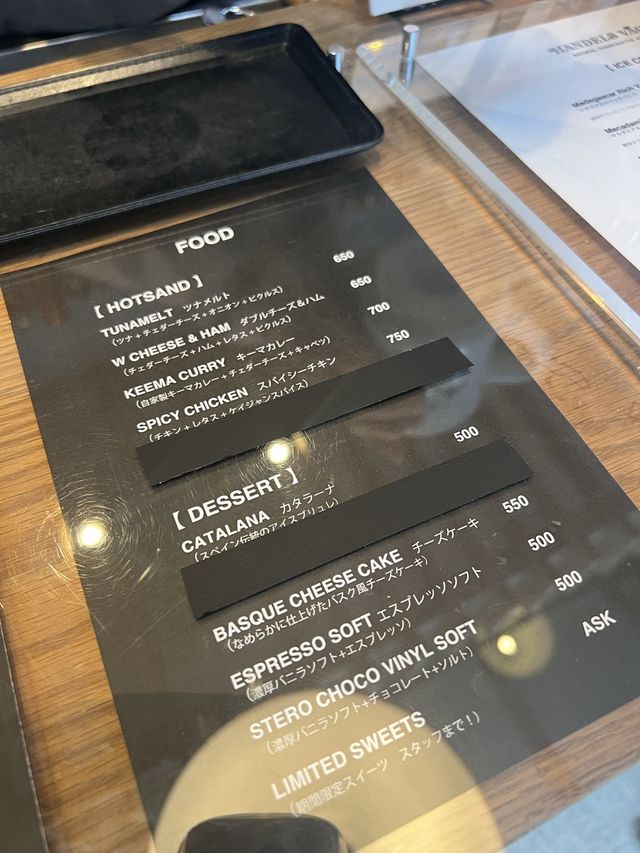 FOOD
【 HOTSAND 】
TUNAMELT ツナメルト 650
(ツナ+チェダーチーズ+オニオン+ピクルス)
W CHEESE & HAM ダブルチーズ&ハム 650
(チェダーチーズ+ハム+レタス+ピクルス)
KEEMA CURRY キーマカレー 700
(自家製キーマカレー+チェダーチーズ+キャベツ)
SPICY CHICKEN スパイシーチキン 750
(チキン+レタス+ケイジャンスパイス)
【 DESSERT 】
CATALANA カタラーナ 500
(スペイン伝統のアイスブリュレ)
BASQUE CHEESE CAKE チーズケーキ 550
(なめらかに仕上げたバスク風チーズケーキ)
ESPRESSO SOFT エスプレッソソフト 500
(濃厚バニラソフト+エスプレッソ)
STERO CHOCO VINYL SOFT 500
(濃厚バニラソフト+チョコレート+ソルト)
LIMITED SWEETS ASK
(期間限定スイーツ スタッフまで!)
[ ICE
Madagascar Rich